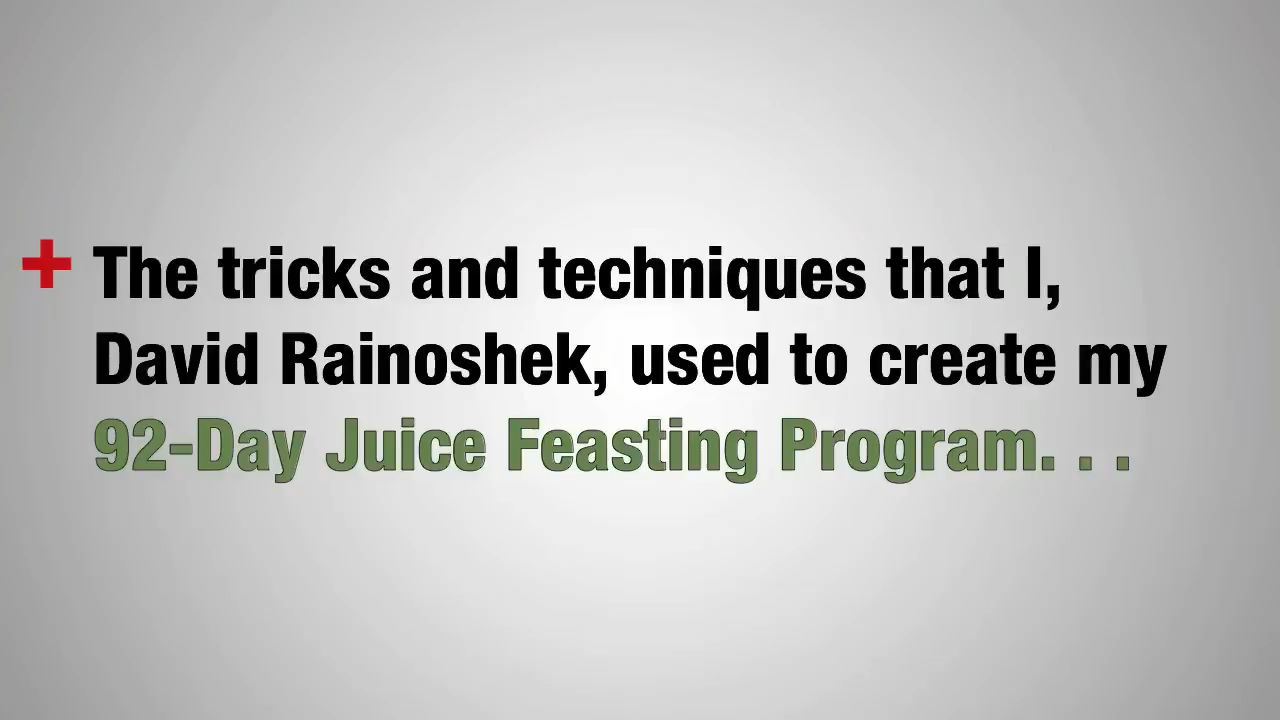 + The tricks and techniques that I,
David Rainoshek, used to create my
92-Day Juice Feasting Program. . .